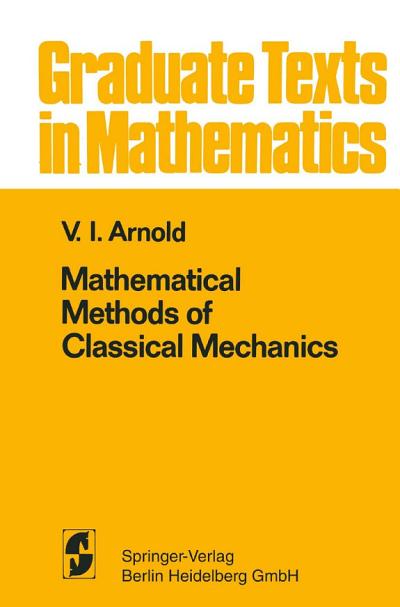 Graduate Texts
in Mathematics
V. I. Arnold
Mathematical
Methods of
Classical Mechanics
Springer-Verlag
Berlin Heidelberg GmbH